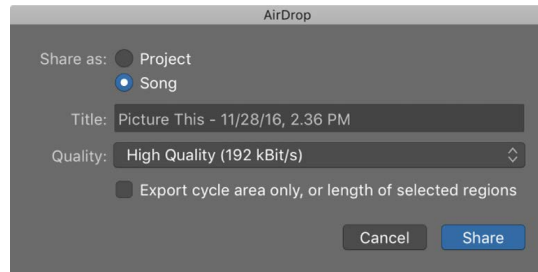 AirDrop
Share as: Project
Song
Title: Picture This - 11/28/16, 2.36 PM
Quality: High Quality (192 kBit/s)
Export cycle area only, or length of selected regions
Cancel Share